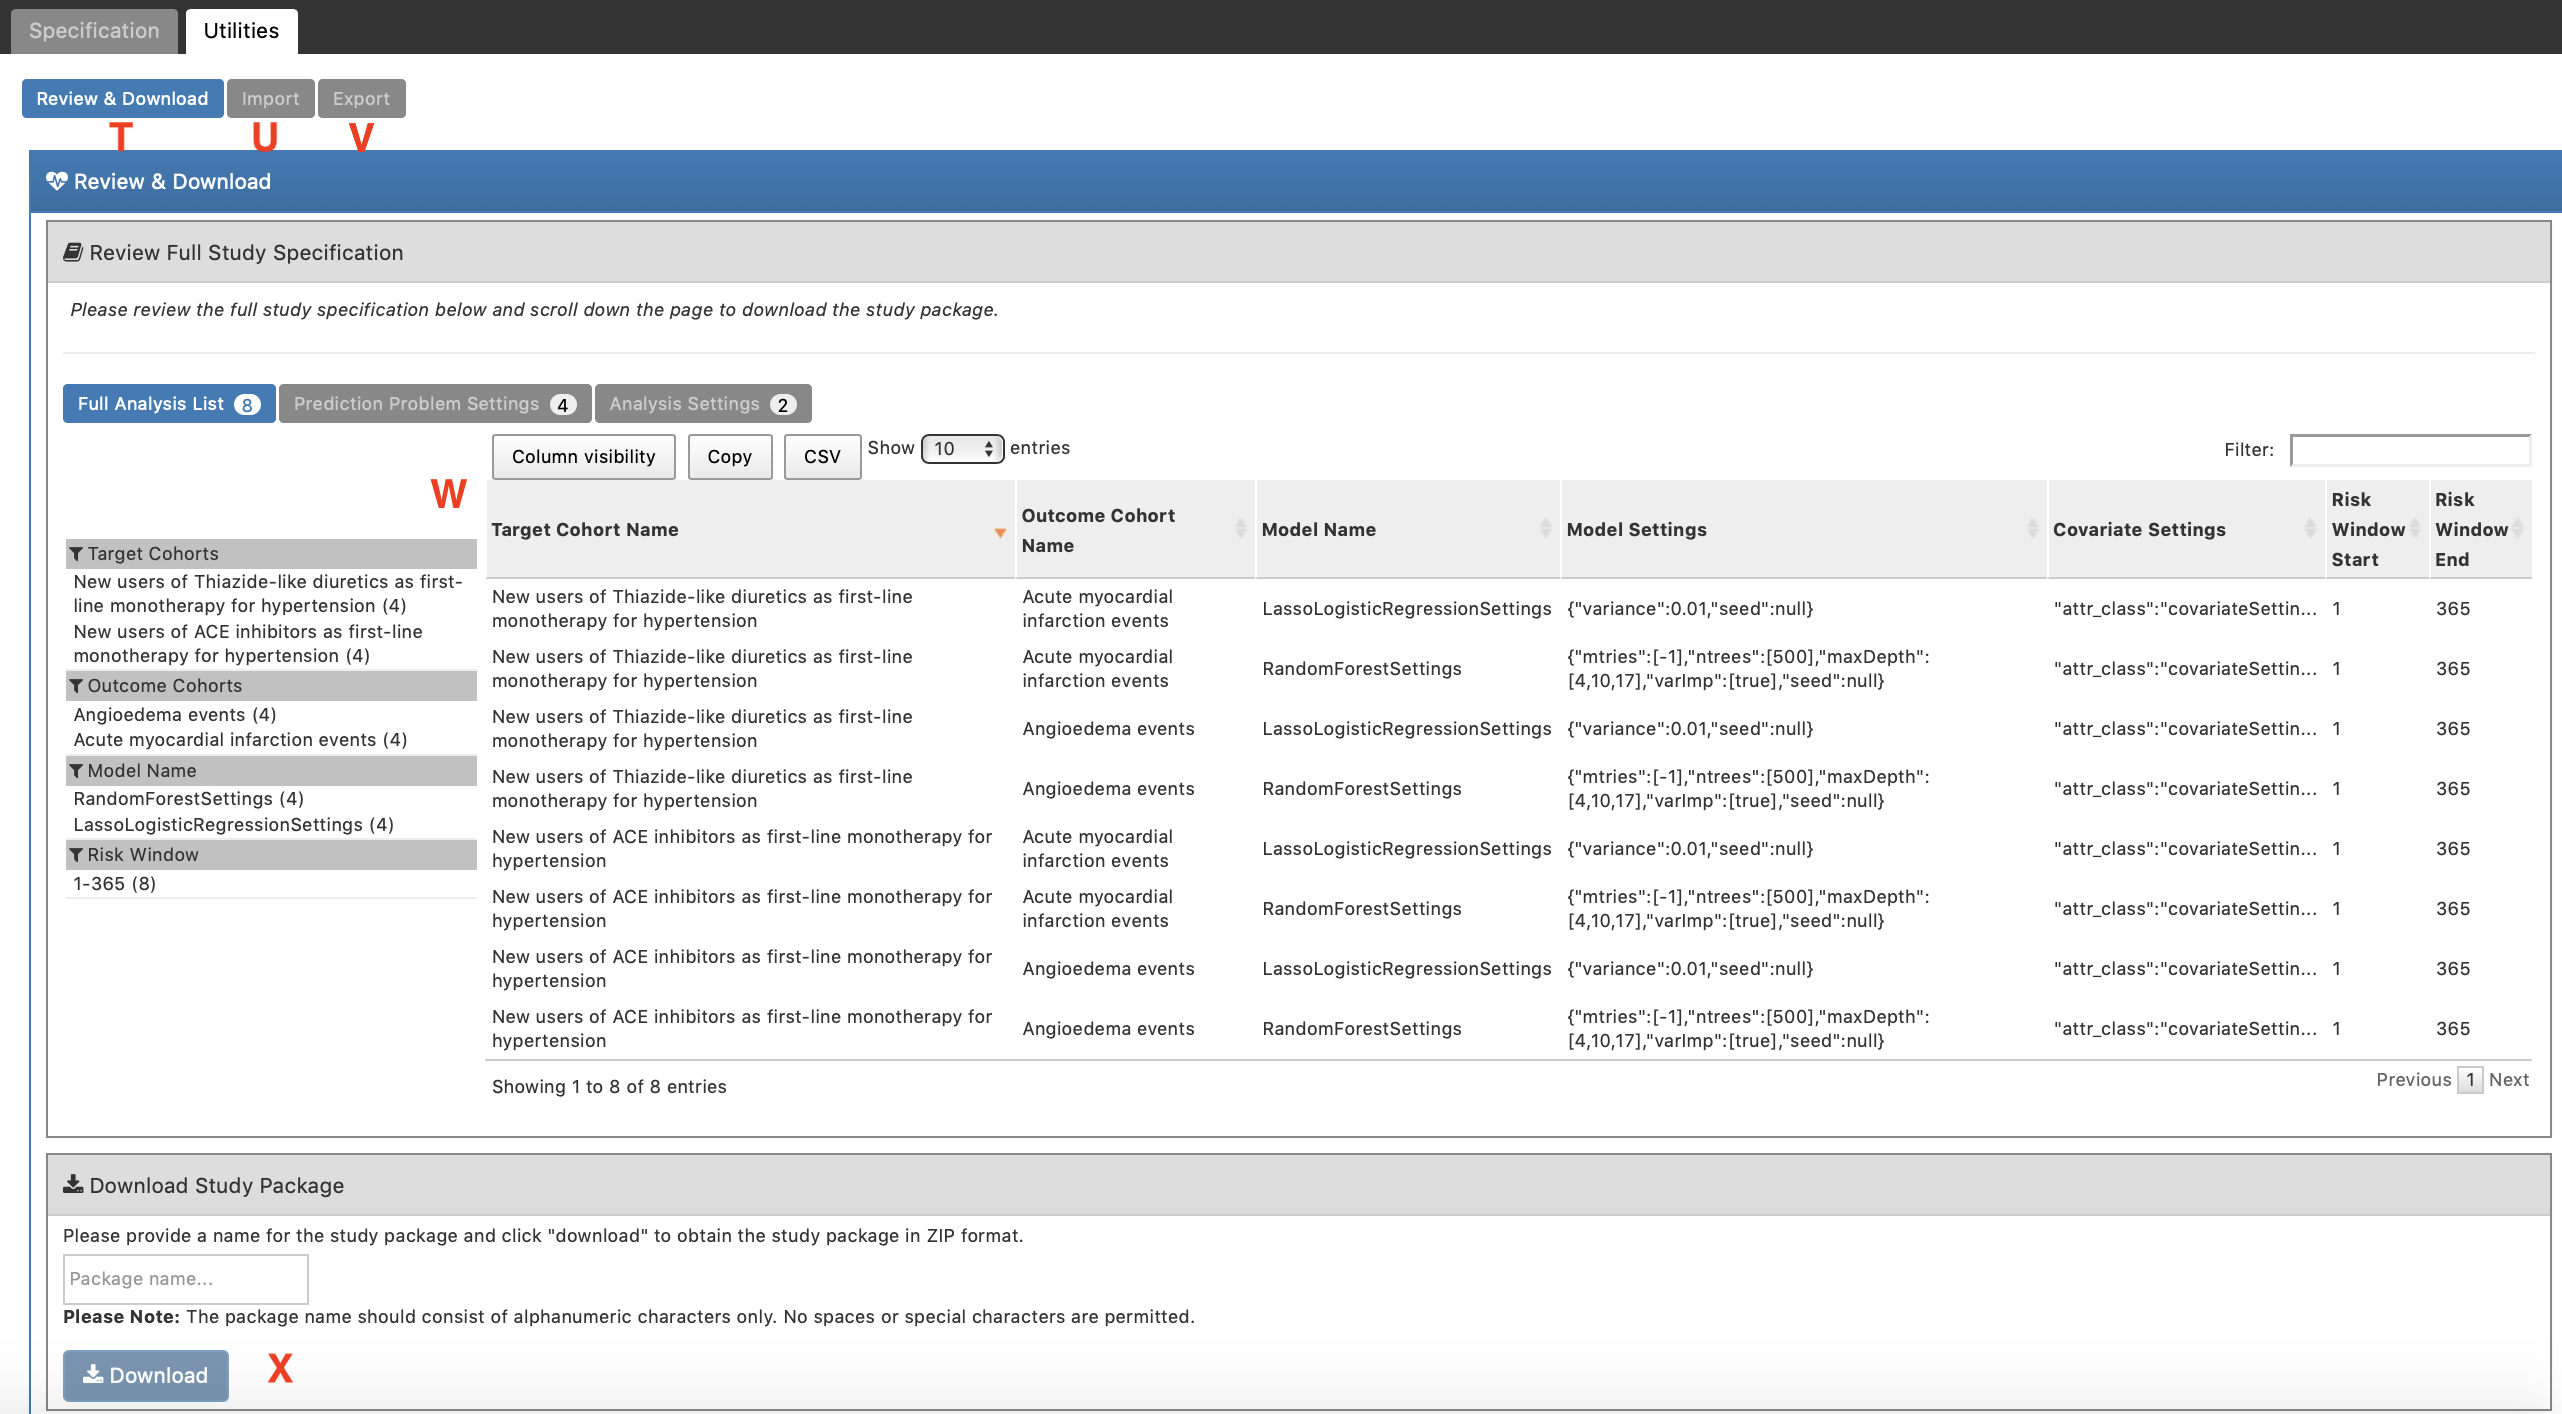 Specification Utilities
Review & Download Import Export
T U V
Review & Download
Review Full Study Specification
Please review the full study specification below and scroll down the page to download the study package.
Full Analysis List 8 Prediction Problem Settings 4 Analysis Settings 2
Column visibility Copy CSV Show 10 entries Filter:
W
Target Cohorts
New users of Thiazide-like diuretics as first-
line monotherapy for hypertension (4)
New users of ACE inhibitors as first-line
monotherapy for hypertension (4)
Outcome Cohorts
Angioedema events (4)
Acute myocardial infarction events (4)
Model Name
RandomForestSettings (4)
LassoLogisticRegressionSettings (4)
Risk Window
1-365 (8)
Target Cohort Name
Outcome Cohort
Name
Model Name
Model Settings
Covariate Settings
Risk
Window
Start
Risk
Window
End
New users of Thiazide-like diuretics as first-line
monotherapy for hypertension
Acute myocardial
infarction events
LassoLogisticRegressionSettings
{"variance":0.01,"seed":null}
"attr_class":"covariateSettin...
1
365
New users of Thiazide-like diuretics as first-line
monotherapy for hypertension
Acute myocardial
infarction events
RandomForestSettings
{"mtries":[-1],"ntrees":[500],"maxDepth":
[4,10,17],"varImp":[true],"seed":null}
"attr_class":"covariateSettin...
1
365
New users of Thiazide-like diuretics as first-line
monotherapy for hypertension
Angioedema events
LassoLogisticRegressionSettings
{"variance":0.01,"seed":null}
"attr_class":"covariateSettin...
1
365
New users of Thiazide-like diuretics as first-line
monotherapy for hypertension
Angioedema events
RandomForestSettings
{"mtries":[-1],"ntrees":[500],"maxDepth":
[4,10,17],"varImp":[true],"seed":null}
"attr_class":"covariateSettin...
1
365
New users of ACE inhibitors as first-line monotherapy for
hypertension
Acute myocardial
infarction events
LassoLogisticRegressionSettings
{"variance":0.01,"seed":null}
"attr_class":"covariateSettin...
1
365
New users of ACE inhibitors as first-line monotherapy for
hypertension
Acute myocardial
infarction events
RandomForestSettings
{"mtries":[-1],"ntrees":[500],"maxDepth":
[4,10,17],"varImp":[true],"seed":null}
"attr_class":"covariateSettin...
1
365
New users of ACE inhibitors as first-line monotherapy for
hypertension
Angioedema events
LassoLogisticRegressionSettings
{"variance":0.01,"seed":null}
"attr_class":"covariateSettin...
1
365
New users of ACE inhibitors as first-line monotherapy for
hypertension
Angioedema events
RandomForestSettings
{"mtries":[-1],"ntrees":[500],"maxDepth":
[4,10,17],"varImp":[true],"seed":null}
"attr_class":"covariateSettin...
1
365
Showing 1 to 8 of 8 entries
Previous 1 Next
Download Study Package
Please provide a name for the study package and click "download" to obtain the study package in ZIP format.
Package name...
Please Note: The package name should consist of alphanumeric characters only. No spaces or special characters are permitted.
Download X